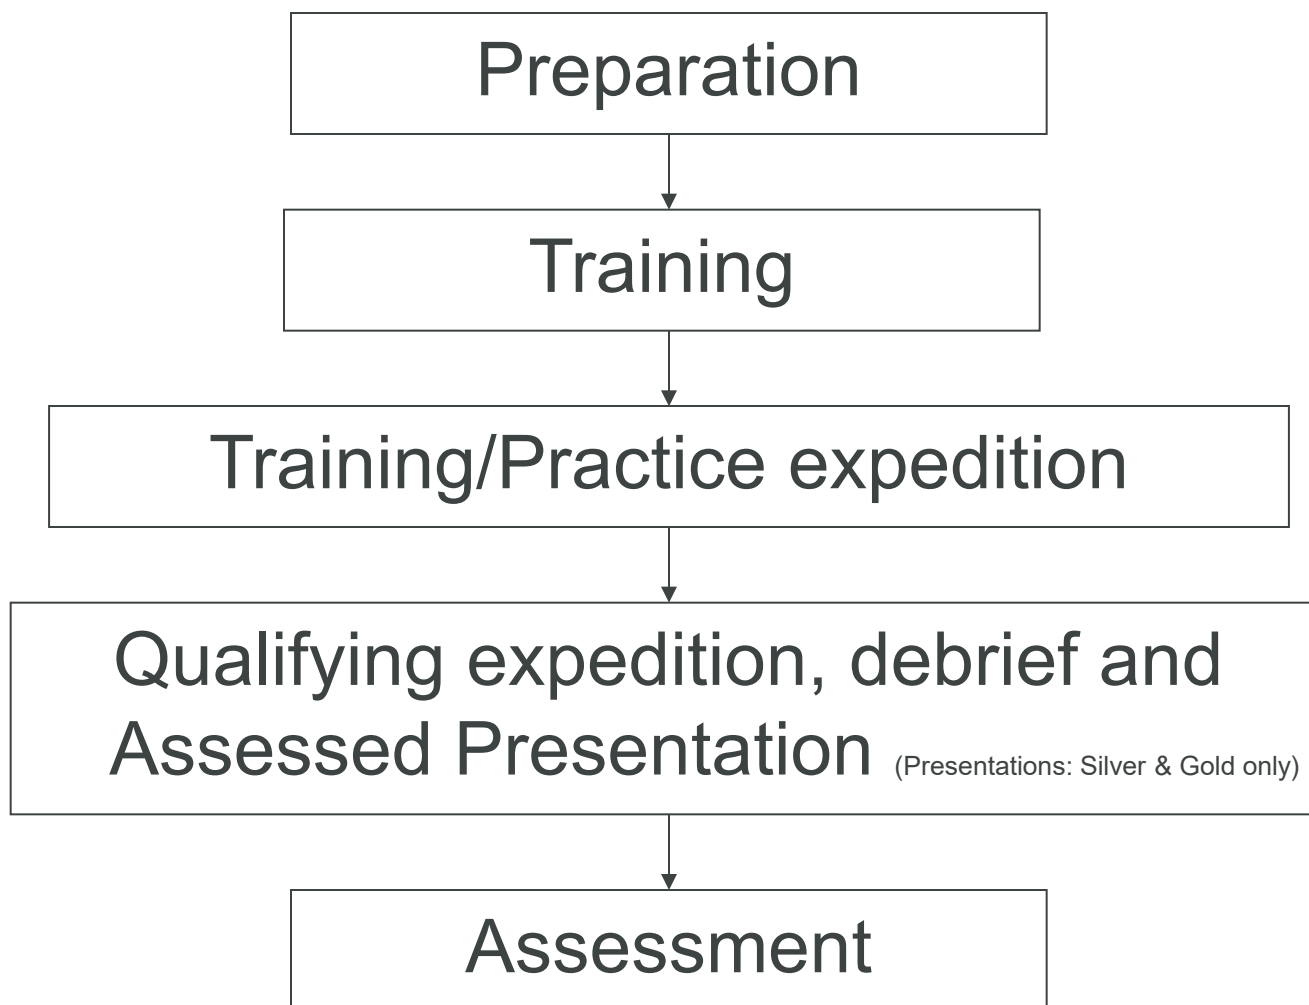 Preparation
Training
Training/Practice expedition
Qualifying expedition, debrief and
Assessed Presentation (Presentations: Silver & Gold only)
Assessment